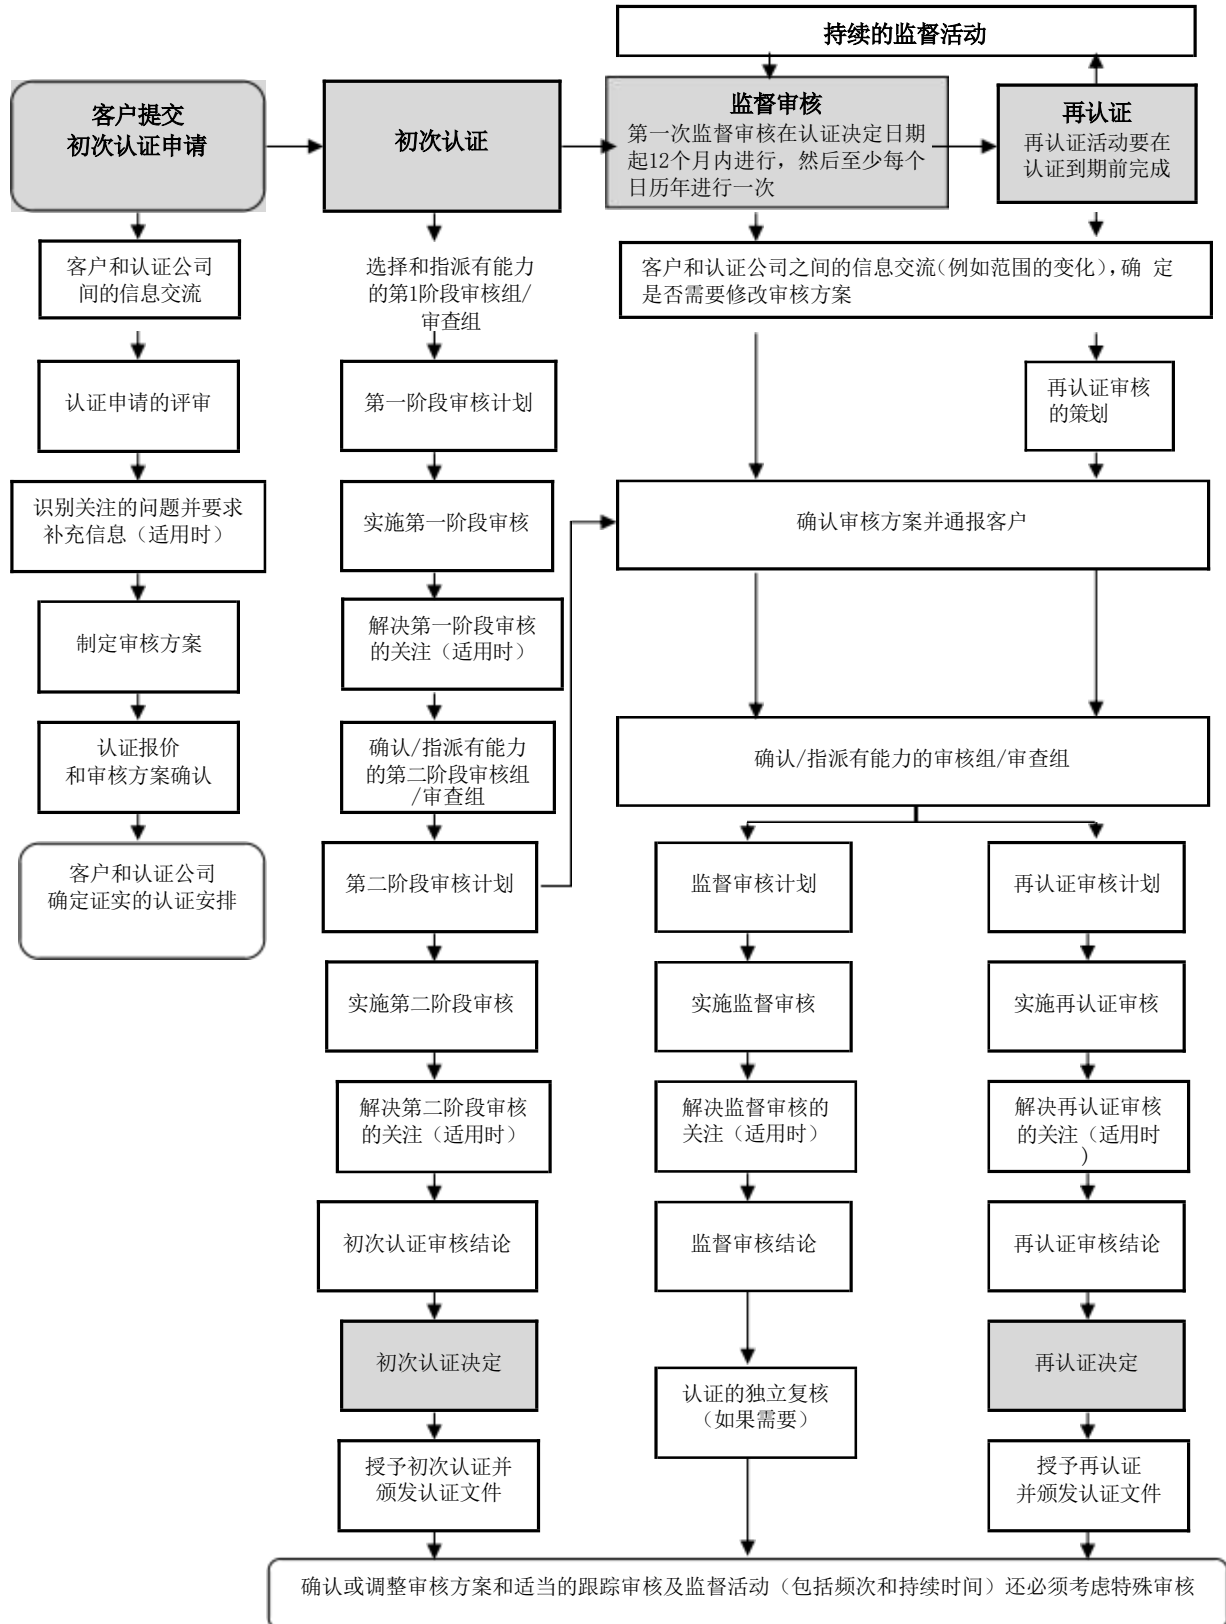 持续的监督活动
客户提交
初次认证申请
初次认证
监督审核
第一次监督审核在认证决定日期
起12个月内进行，然后至少每个
日历年进行一次
再认证
再认证活动要在
认证到期前完成
客户和认证公司
间的信息交流
认证申请的评审
识别关注的问题并要求
补充信息（适用时）
制定审核方案
认证报价
和审核方案确认
客户和认证公司
确定证实的认证安排
选择和指派有能力
的第1阶段审核组/
审查组
第一阶段审核计划
实施第一阶段审核
解决第一阶段审核
的关注（适用时）
确认/指派有能力
的第二阶段审核组
/审查组
第二阶段审核计划
实施第二阶段审核
解决第二阶段审核
的关注（适用时）
初次认证审核结论
初次认证决定
授予初次认证并
颁发认证文件
客户和认证公司之间的信息交流（例如范围的变化），确 定
是否需要修改审核方案
再认证审核
的策划
确认审核方案并通报客户
确认/指派有能力的审核组/审查组
监督审核计划
实施监督审核
解决监督审核的
关注（适用时）
监督审核结论
认证的独立复核
（如果需要）
再认证审核计划
实施再认证审核
解决再认证审核
的关注（适用时
）
再认证审核结论
再认证决定
授予再认证
并颁发认证文件
确认或调整审核方案和适当的跟踪审核及监督活动（包括频次和持续时间）还必须考虑特殊审核